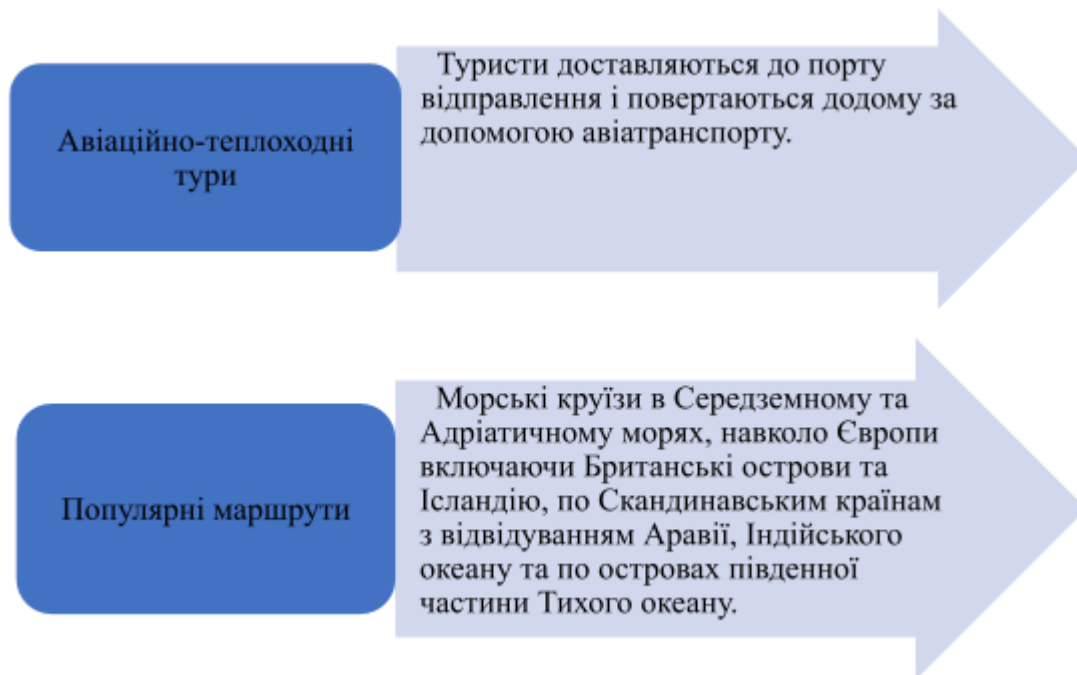 Авіаційно-теплоходні
тури
Туристи доставляються до порту
відправлення і повертаються додому за
допомогою авіатранспорту.
Популярні маршрути
Морські круїзи в Середземному та
Адріатичному морях, навколо Європи
включаючи Британські острови та
Ісландію, по Скандинавським країнам
з відвідуванням Аравії, Індійського
океану та по островах південної
частини Тихого океану.